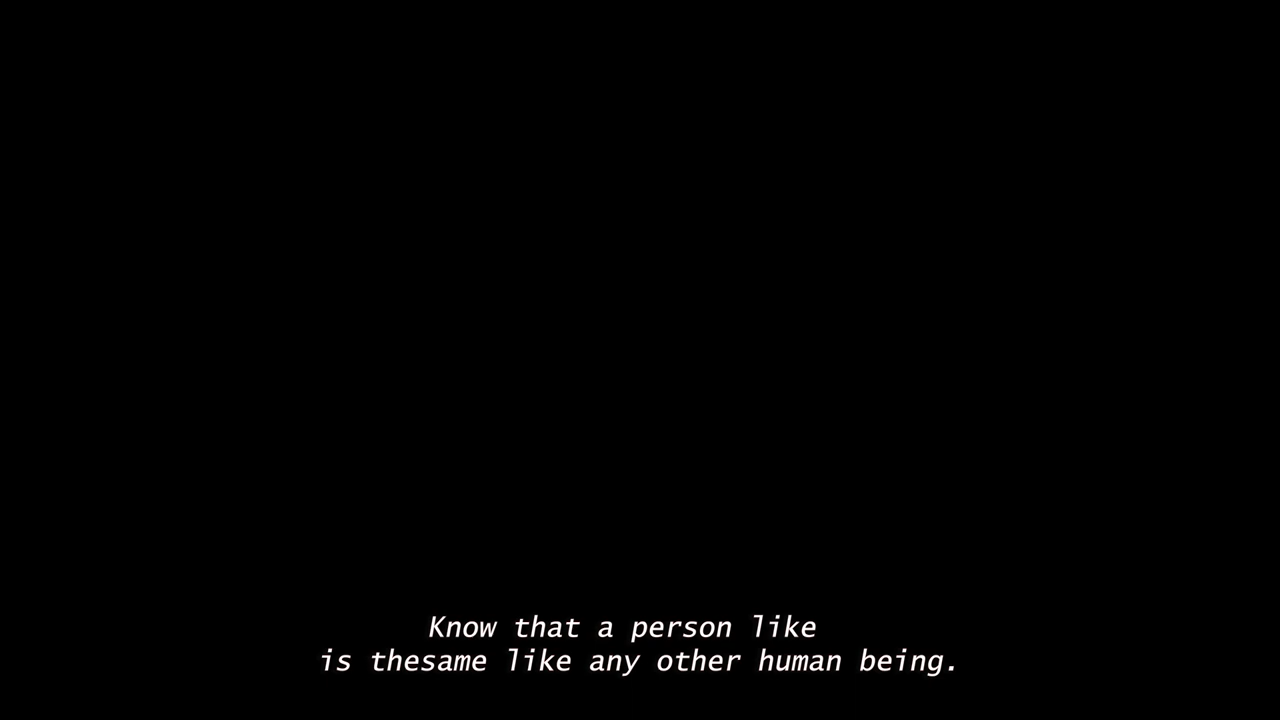 Know that a person like
is thesame like any other human being.